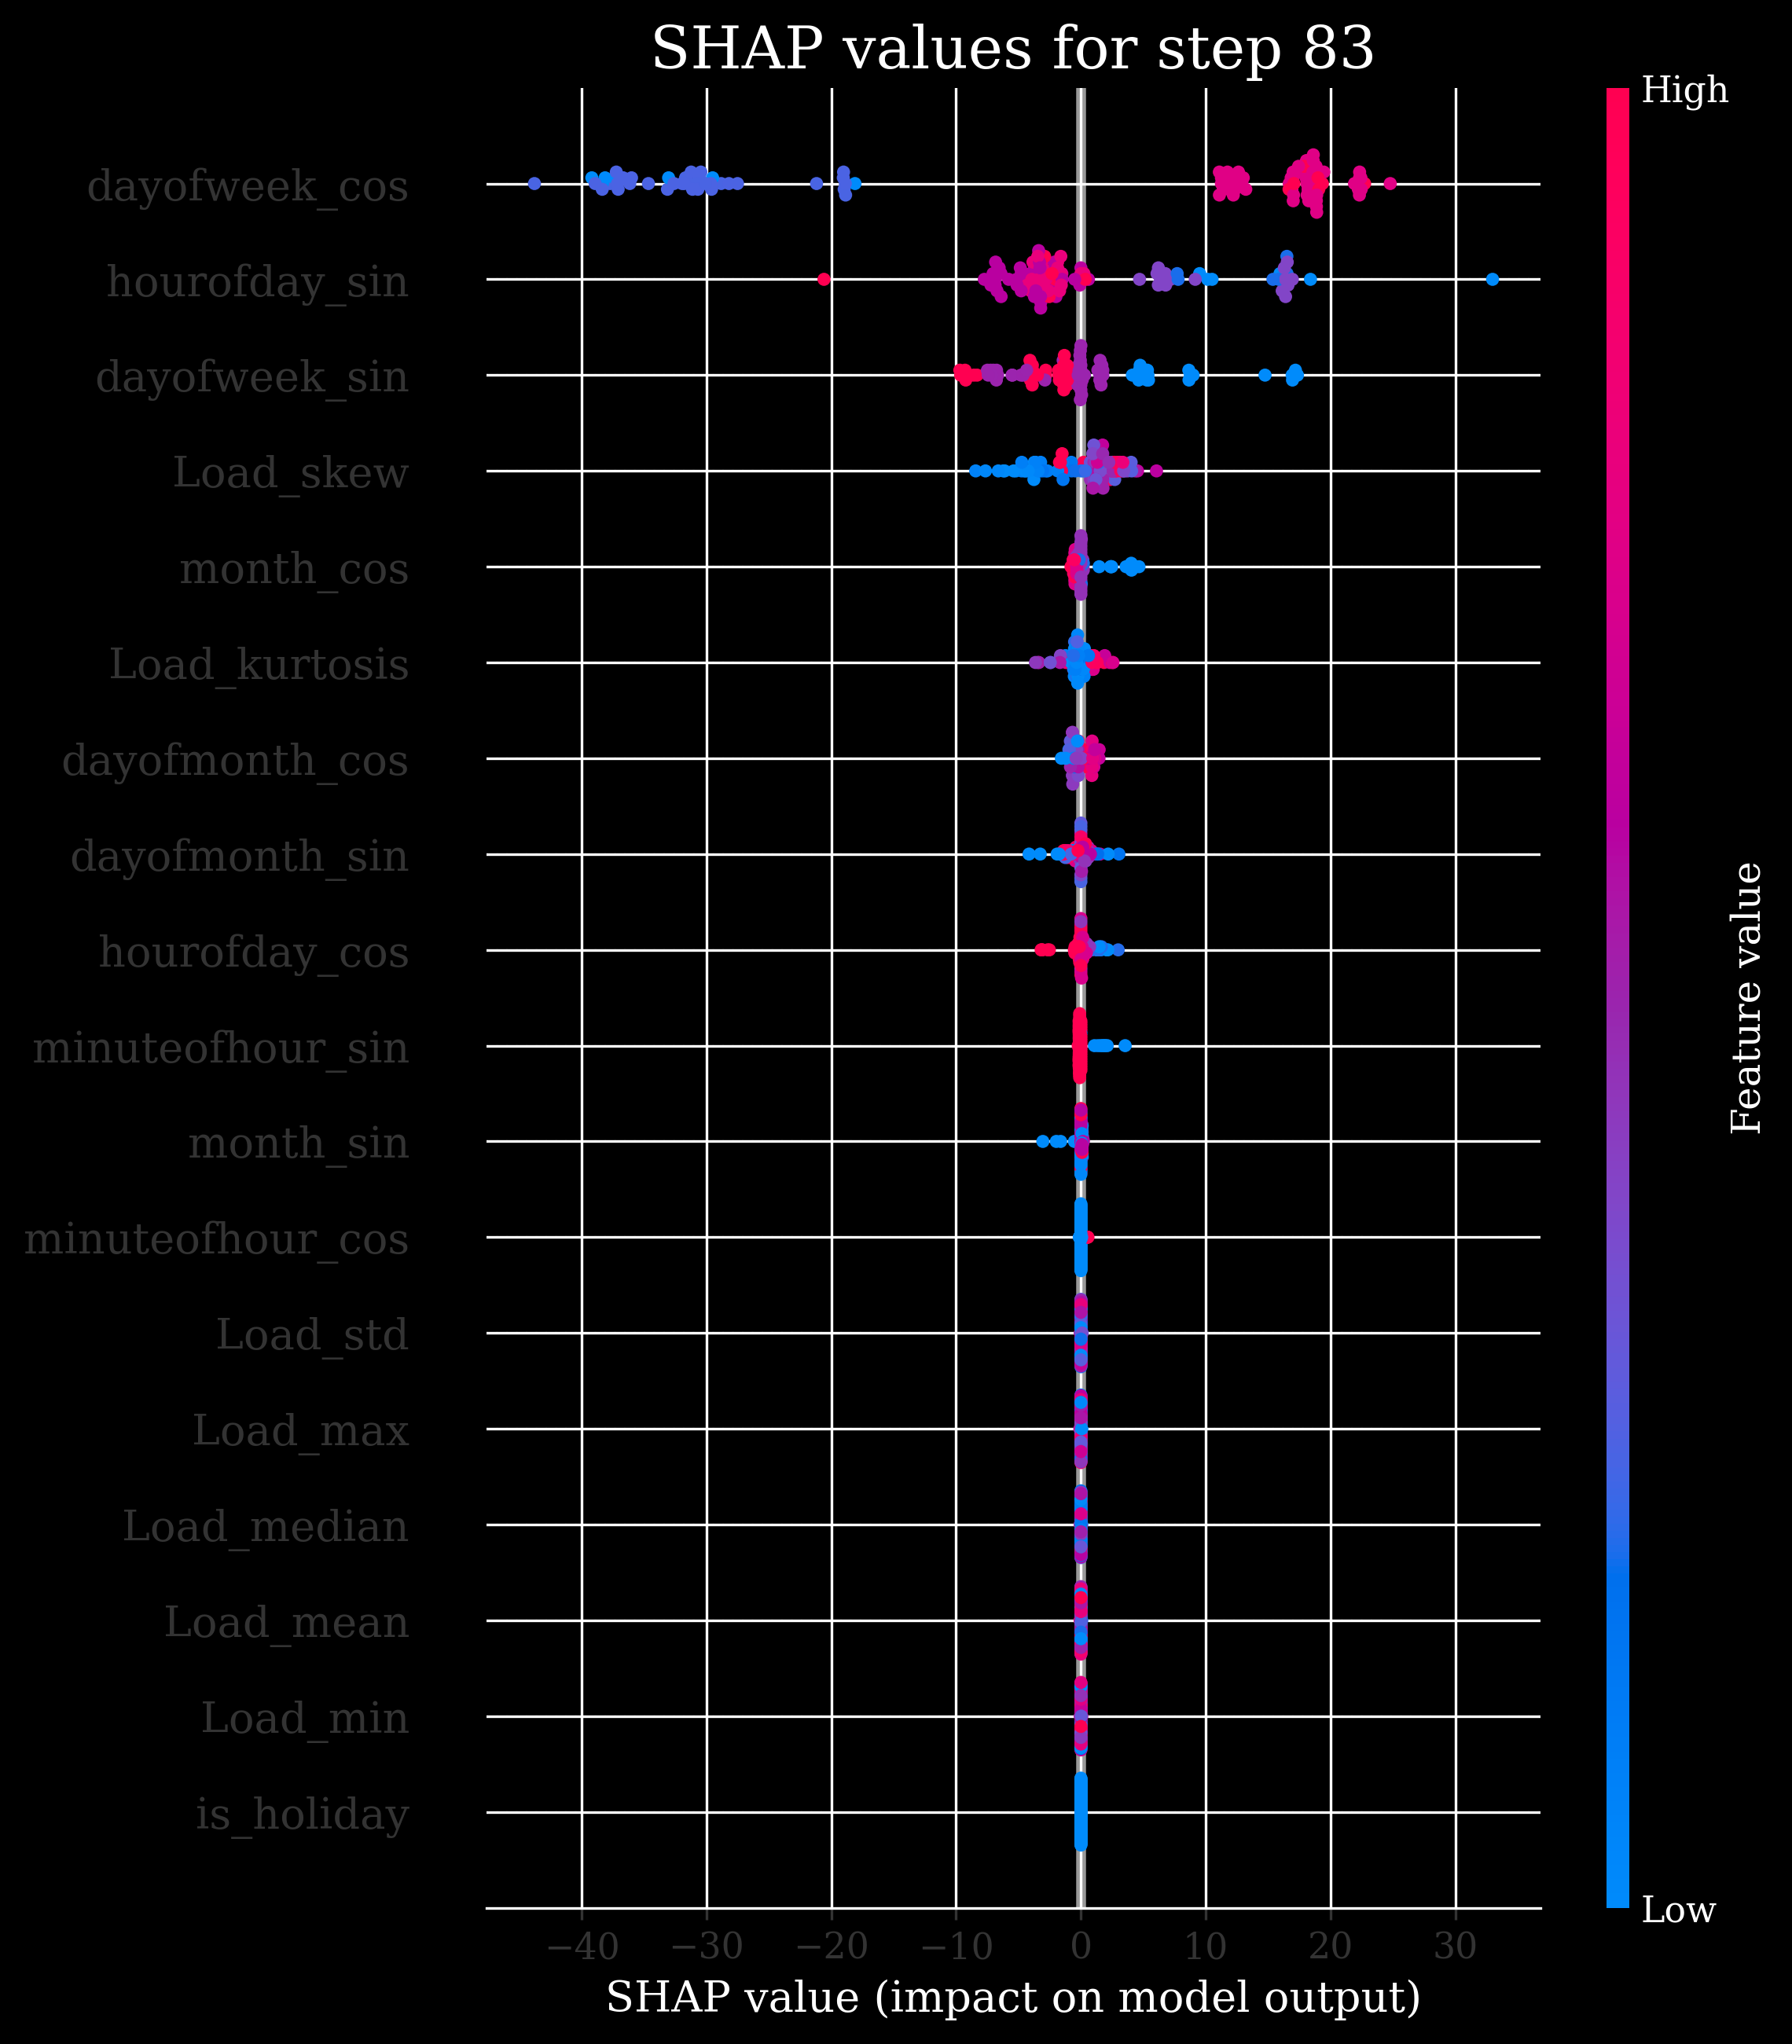 SHAP values for step 83
High
dayofweek_cos
hourofday_sin
dayofweek_sin
Load_skew
month_cos
Load_kurtosis
dayofmonth_cos
dayofmonth_sin
hourofday_cos
minuteofhour_sin
month_sin
minuteofhour_cos
Load_std
Load_max
Load_median
Load_mean
Load_min
is_holiday
Feature value
Low
−40 −30 −20 −10 0 10 20 30
SHAP value (impact on model output)